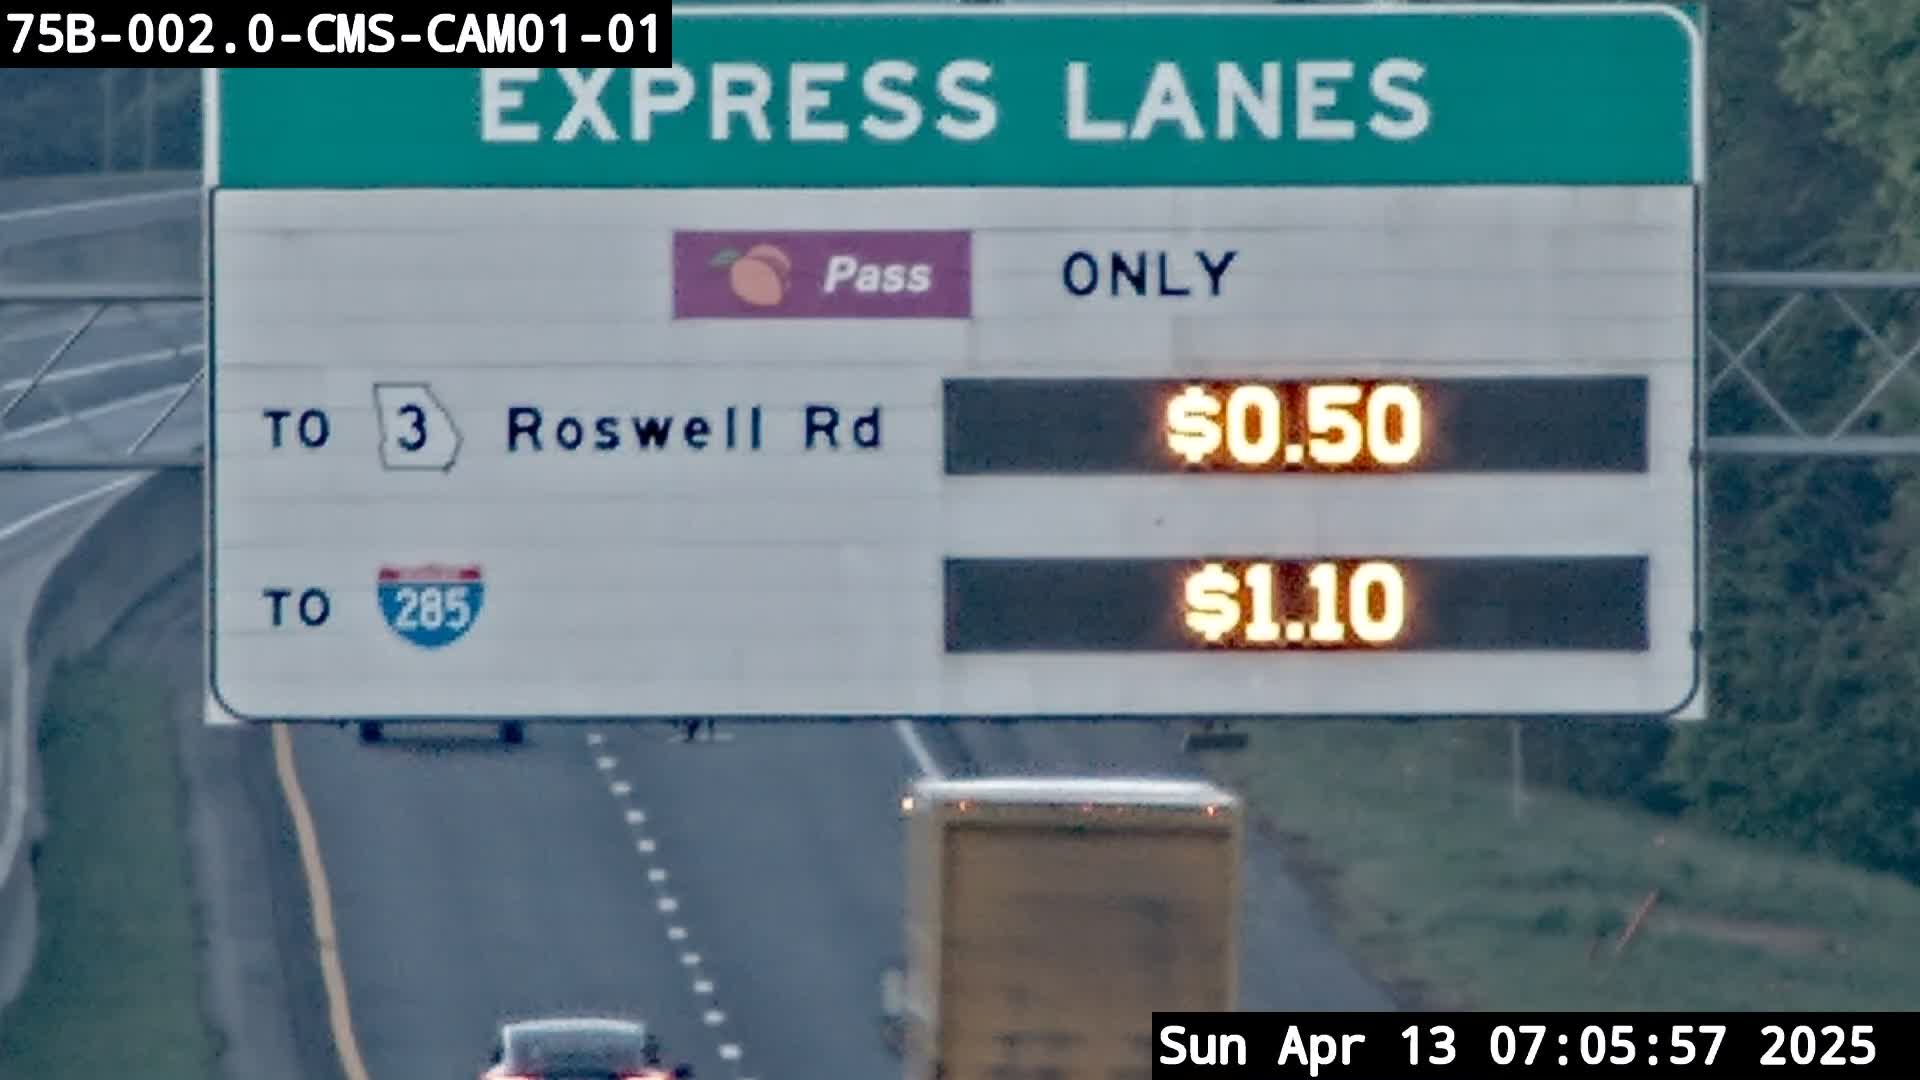 75B-002.0-CMS-CAM01-01
EXPRESS LANES
Pass ONLY
TO 3 Roswell Rd $0.50
TO 285 $1.10
Sun Apr 13 07:05:57 2025